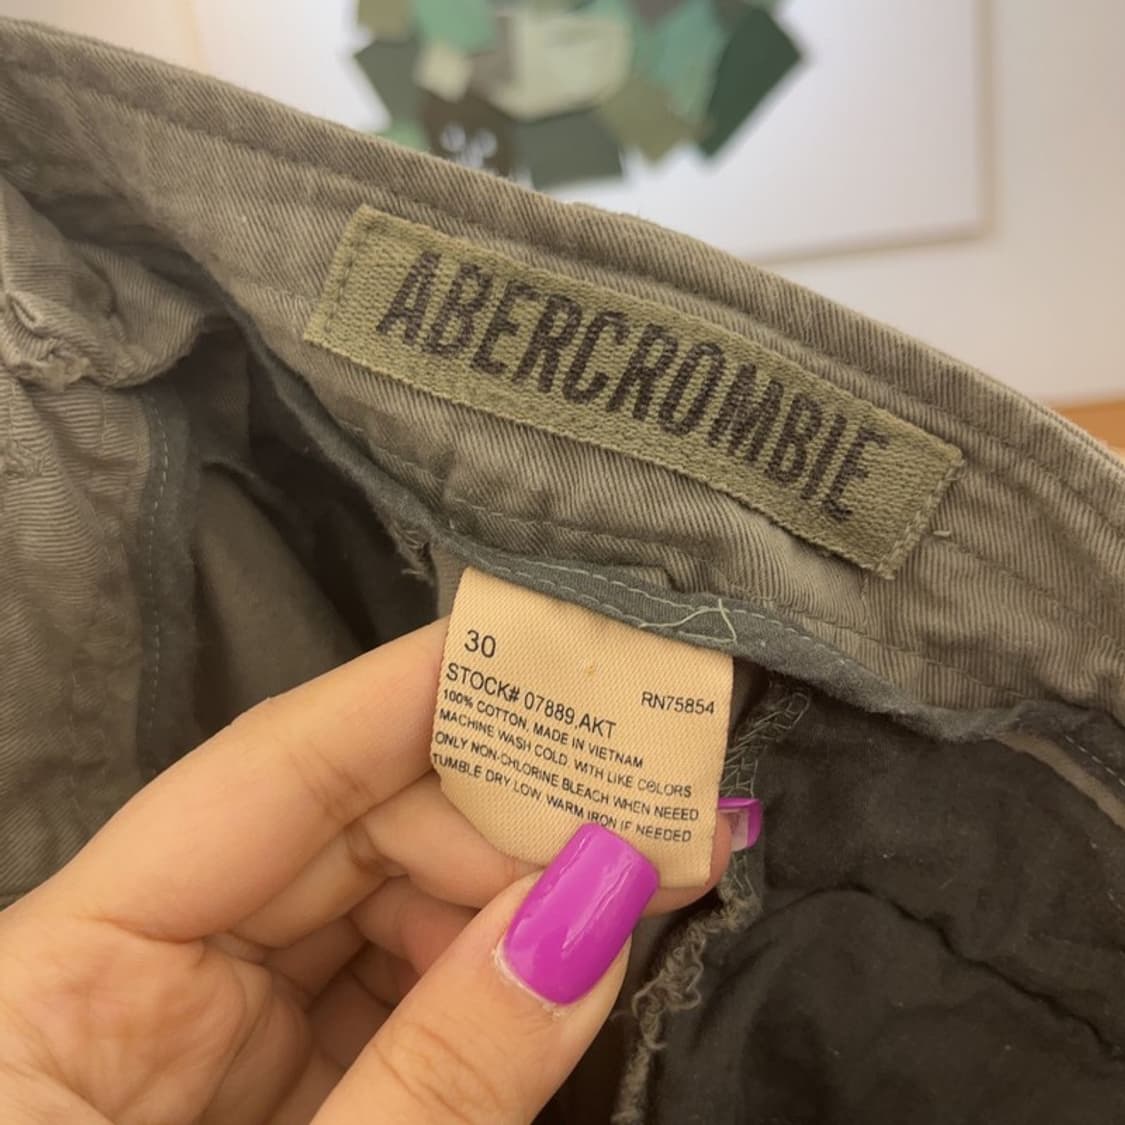 ABERCROMBIE
30
RN75854
STOCK# 07889.AKT
100% COTTON. MADE IN VIETNAM
MACHINE WASH COLD. WITH LIKE COLORS
ONLY NON-CHLORINE BLEACH WHEN NEEED
TUMBLE DRY LOW. WARM IRON IF NEEDED